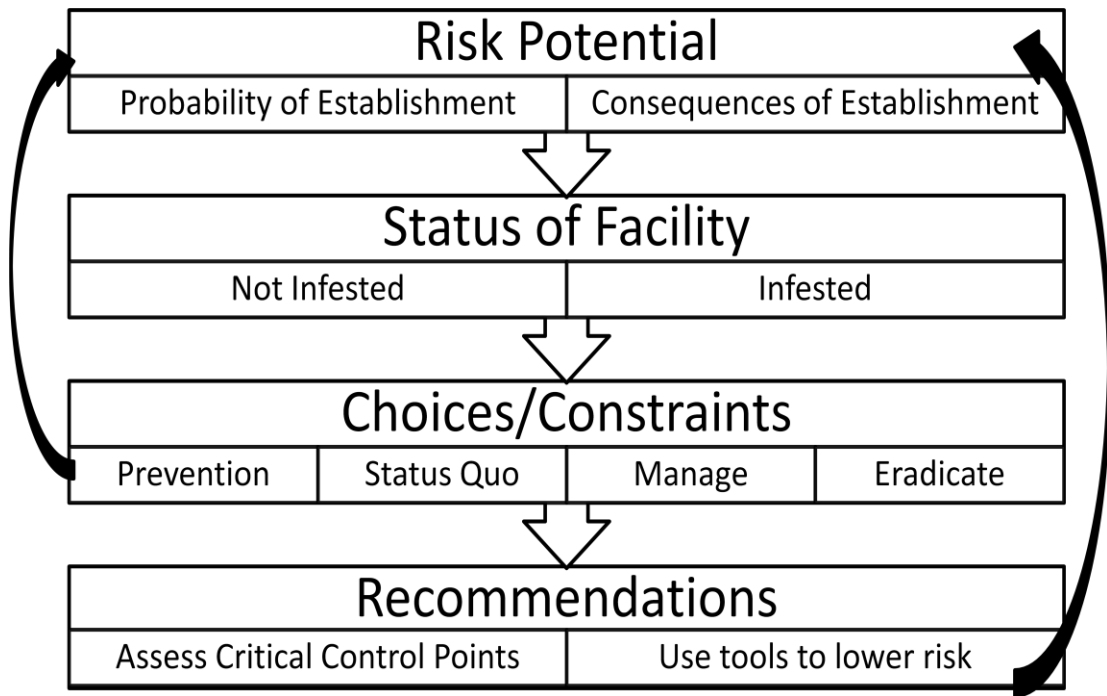 Risk Potential
Probability of Establishment
Consequences of Establishment
Status of Facility
Not Infested
Infested
Choices/Constraints
Prevention
Status Quo
Manage
Eradicate
Recommendations
Assess Critical Control Points
Use tools to lower risk